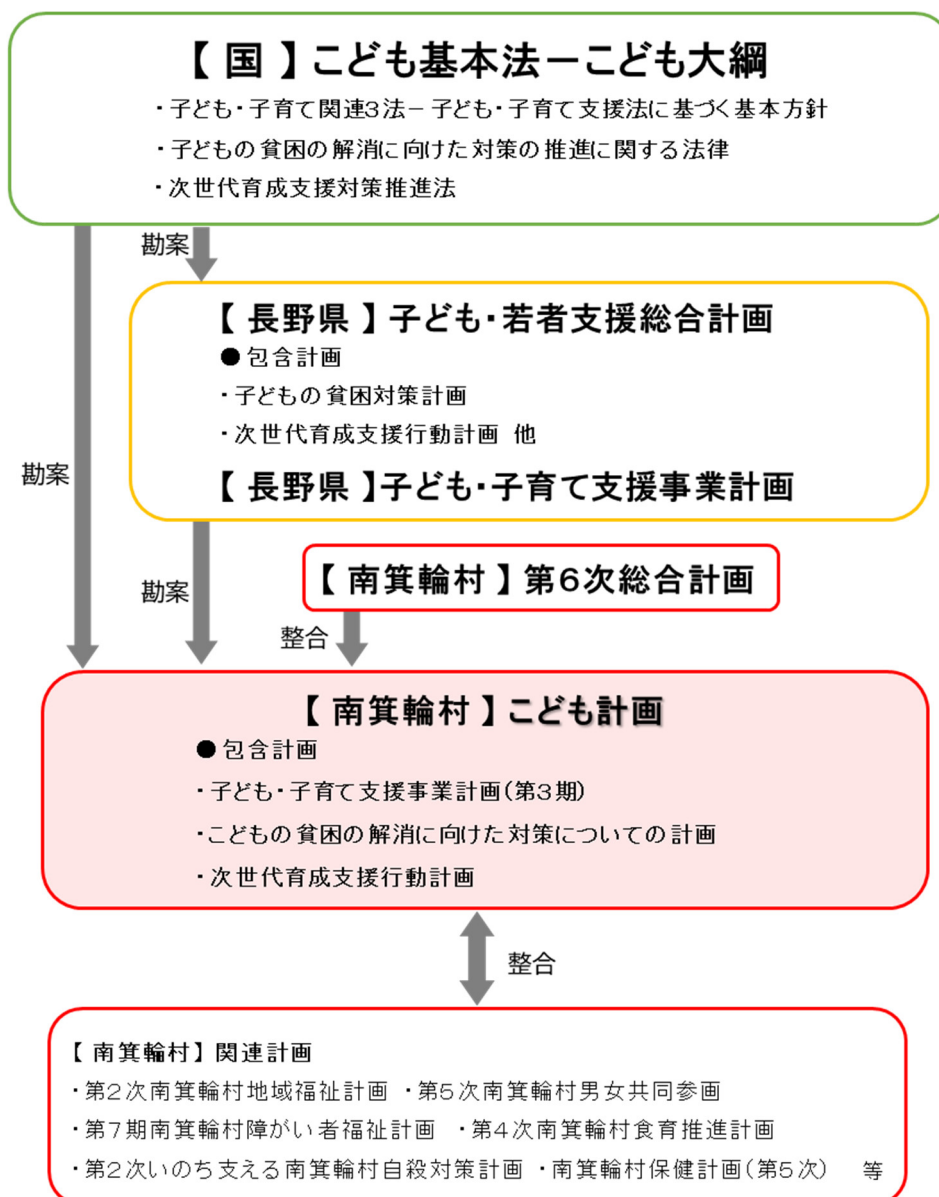 【 国 】こども基本法－こども大綱
・子ども・子育て関連3法－子ども・子育て支援法に基づく基本方針
・子どもの貧困の解消に向けた対策の推進に関する法律
・次世代育成支援対策推進法
勘案
【 長野県 】子ども・若者支援総合計画
●包含計画
・子どもの貧困対策計画
・次世代育成支援行動計画 他
勘案
【 長野県 】子ども・子育て支援事業計画
【 南箕輪村 】第6次総合計画
勘案
整合
【 南箕輪村 】こども計画
●包含計画
・子ども・子育て支援事業計画(第3期)
・こどもの貧困の解消に向けた対策についての計画
・次世代育成支援行動計画
整合
【 南箕輪村】関連計画
・第2次南箕輪村地域福祉計画 ・第5次南箕輪村男女共同参画
・第7期南箕輪村障がい者福祉計画 ・第4次南箕輪村食育推進計画
・第2次いのち支える南箕輪村自殺対策計画 ・南箕輪村保健計画(第5次) 等